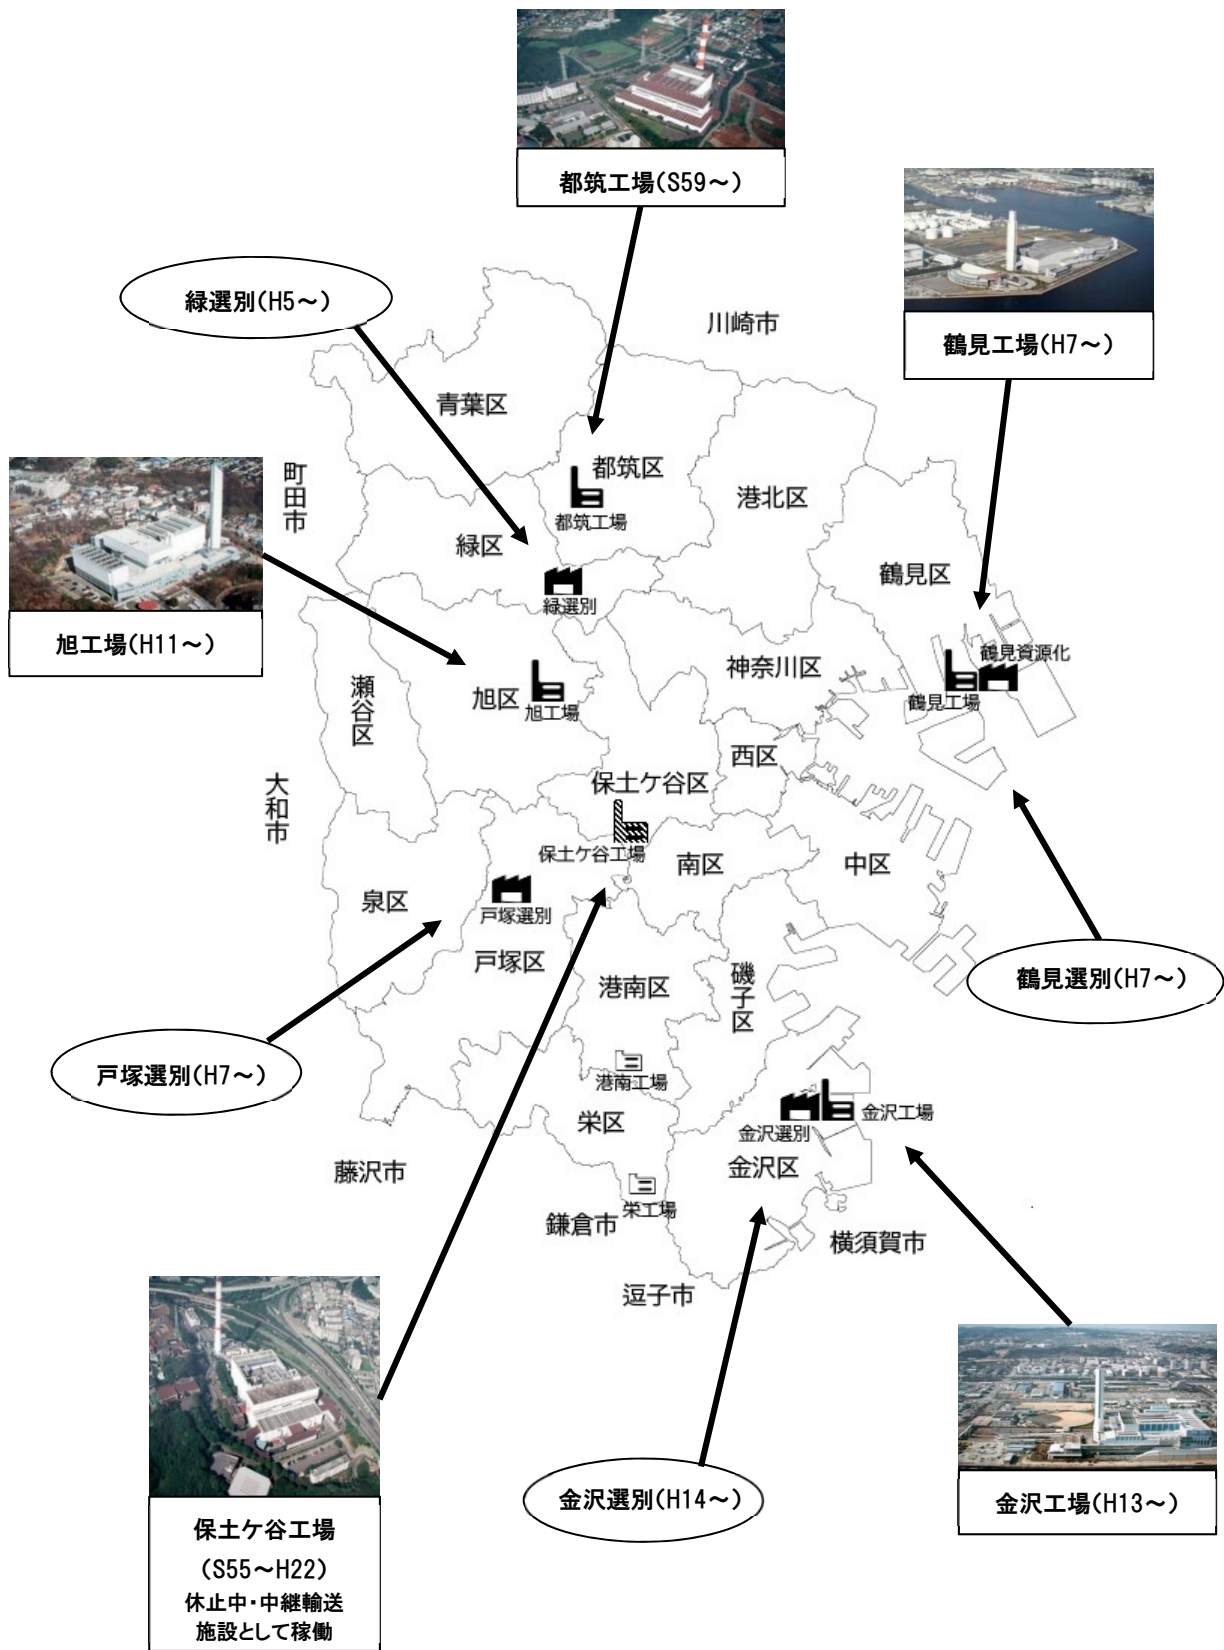 都筑工場(S59～)
鶴見工場(H7～)
緑選別(H5～)
川崎市
青葉区
町田市
都筑区
都筑工場
港北区
緑区
緑選別
鶴見区
旭工場(H11～)
瀬谷区
旭区
旭工場
神奈川区
鶴見資源化
鶴見工場
西区
大和市
保土ケ谷区
保土ケ谷工場
南区
中区
泉区
戸塚選別
戸塚区
港南区
磯子区
鶴見選別(H7～)
戸塚選別(H7～)
港南工場
栄区
金沢選別
金沢工場
金沢区
藤沢市
鎌倉市
栄工場
横須賀市
逗子市
保土ケ谷工場
(S55～H22)
休止中・中継輸送
施設として稼働
金沢選別(H14～)
金沢工場(H13～)